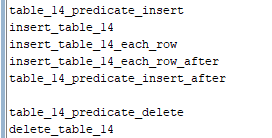 table_14_predicate_insert
insert_table_14
insert_table_14_each_row
insert_table_14_each_row_after
table_14_predicate_insert_after
table_14_predicate_delete
delete_table_14